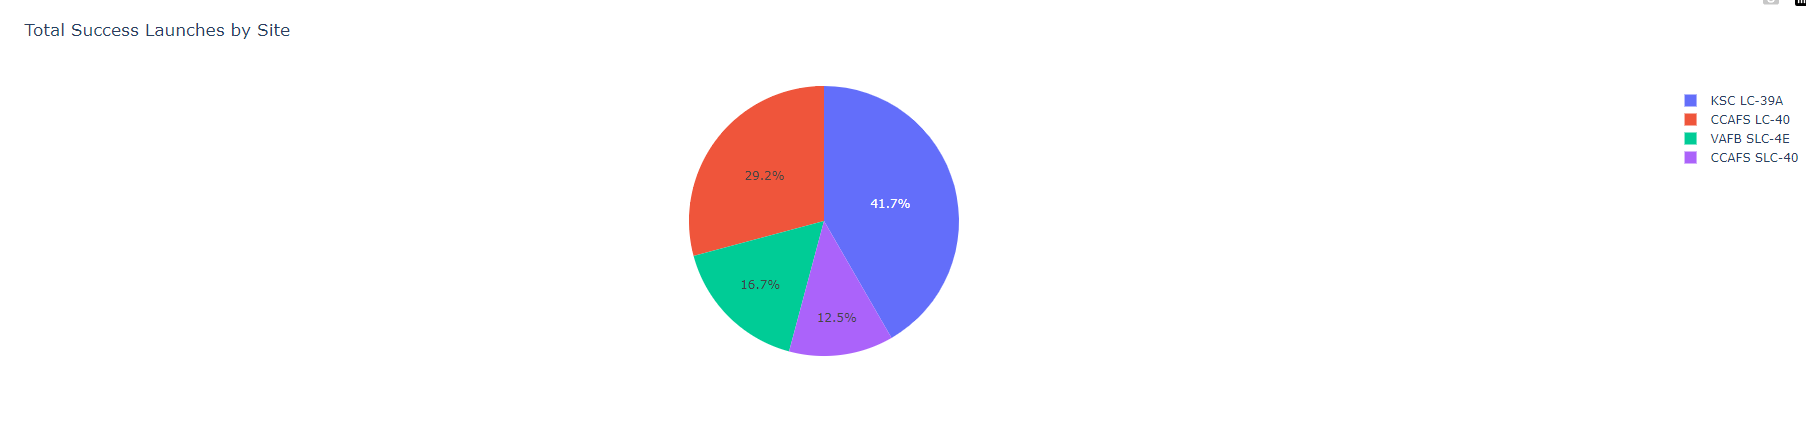 Total Success Launches by Site
KSC LC-39A
CCAFS LC-40
VAFB SLC-4E
CCAFS SLC-40
29.2%
41.7%
16.7%
12.5%